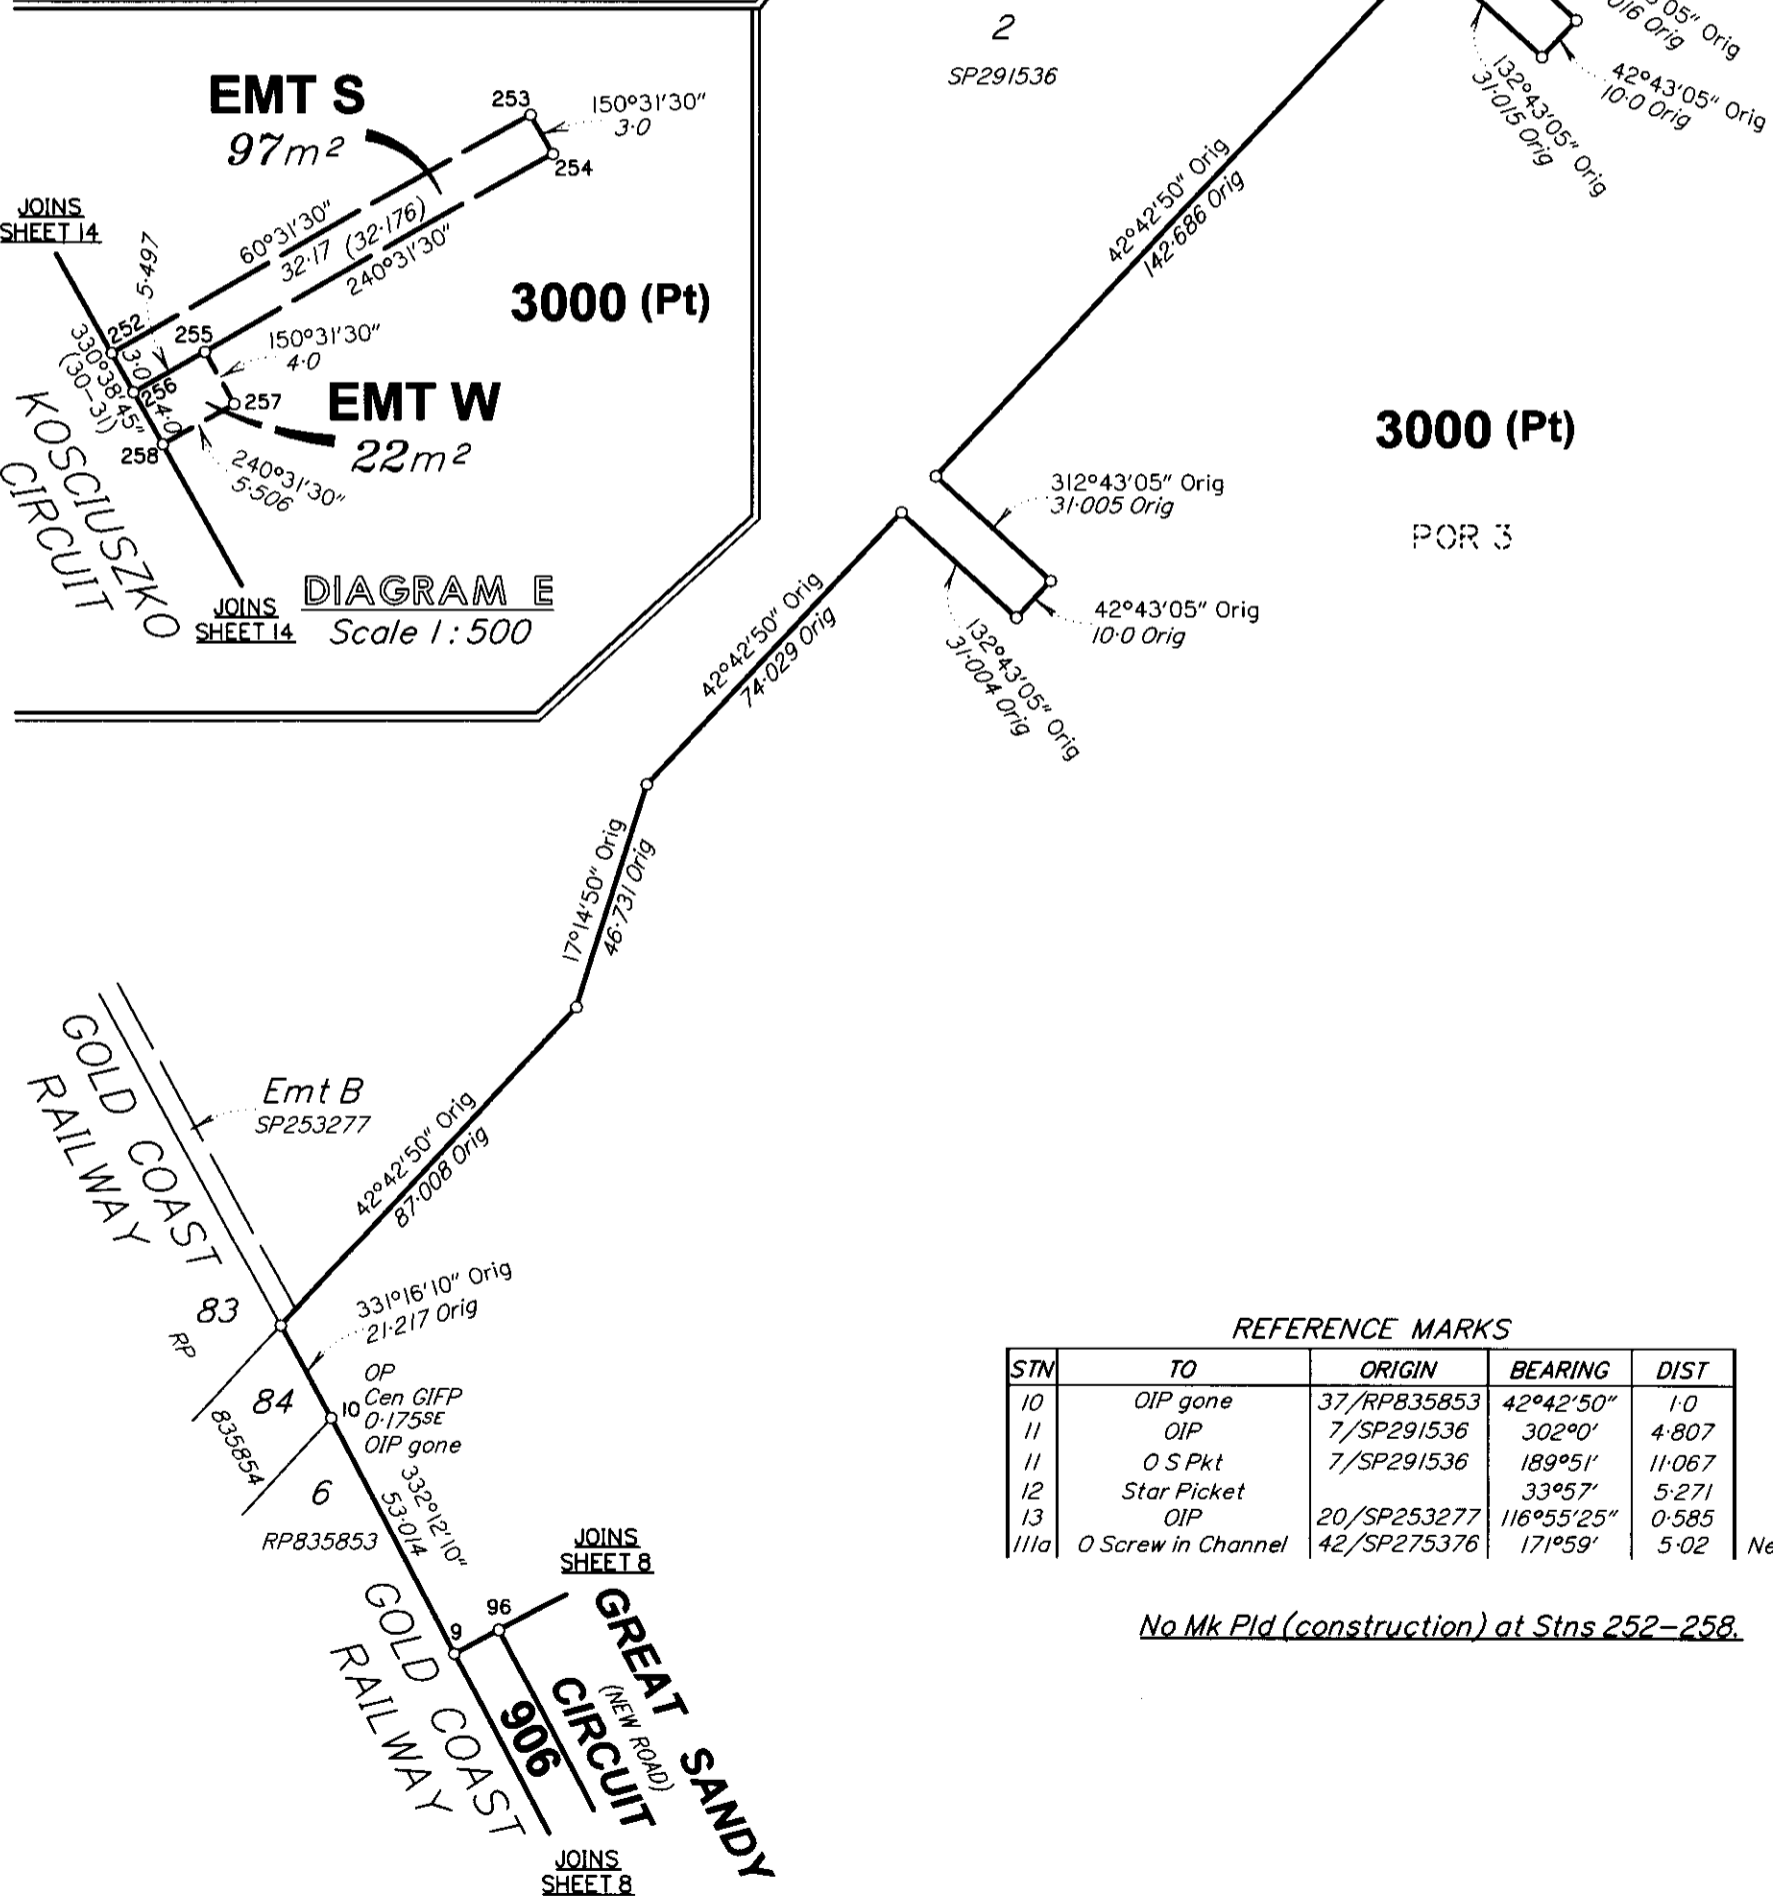 EMT S
97m²
253
150°31'30"
3·0
254
JOINS
SHEET 14
60°31'30"
32·17 (32·176)
240°31'30"
5·497
3000 (Pt)
252
255
3·0
150°31'30"
4·0
330°38'45"
(30-31)
256
4·0
257
EMT W
22m²
258
240°31'30"
5·506
KOSCIUSZKO
CIRCUIT
JOINS
SHEET 14
DIAGRAM E
Scale 1:500
2
SP291536
05" Orig
016 Orig
42°43'05" Orig
10·0 Orig
132°43'05" Orig
31·015 Orig
42°42'50" Orig
142·686 Orig
3000 (Pt)
POR 3
312°43'05" Orig
31·005 Orig
42°43'05" Orig
10·0 Orig
132°43'05" Orig
31·004 Orig
42°42'50" Orig
74·029 Orig
17°14'50" Orig
46·731 Orig
42°42'50" Orig
87·008 Orig
GOLD COAST
RAILWAY
Emt B
SP253277
331°16'10" Orig
21·217 Orig
83
RP
84
835854
10
OP
Cen GIFP
0·175SE
OIP gone
6
RP835853
332°12'10"
53·014
JOINS
SHEET 8
9
96
GOLD COAST
RAILWAY
906
GREAT SANDY
CIRCUIT
(NEW ROAD)
JOINS
SHEET 8
REFERENCE MARKS
STN TO ORIGIN BEARING DIST
10 OIP gone 37/RP835853 42°42'50" 1·0
11 OIP 7/SP291536 302°0' 4·807
11 O S Pkt 7/SP291536 189°51' 11·067
12 Star Picket 33°57' 5·271
13 OIP 20/SP253277 116°55'25" 0·585
111a O Screw in Channel 42/SP275376 171°59' 5·02 Ne
No Mk Pld (construction) at Stns 252-258.